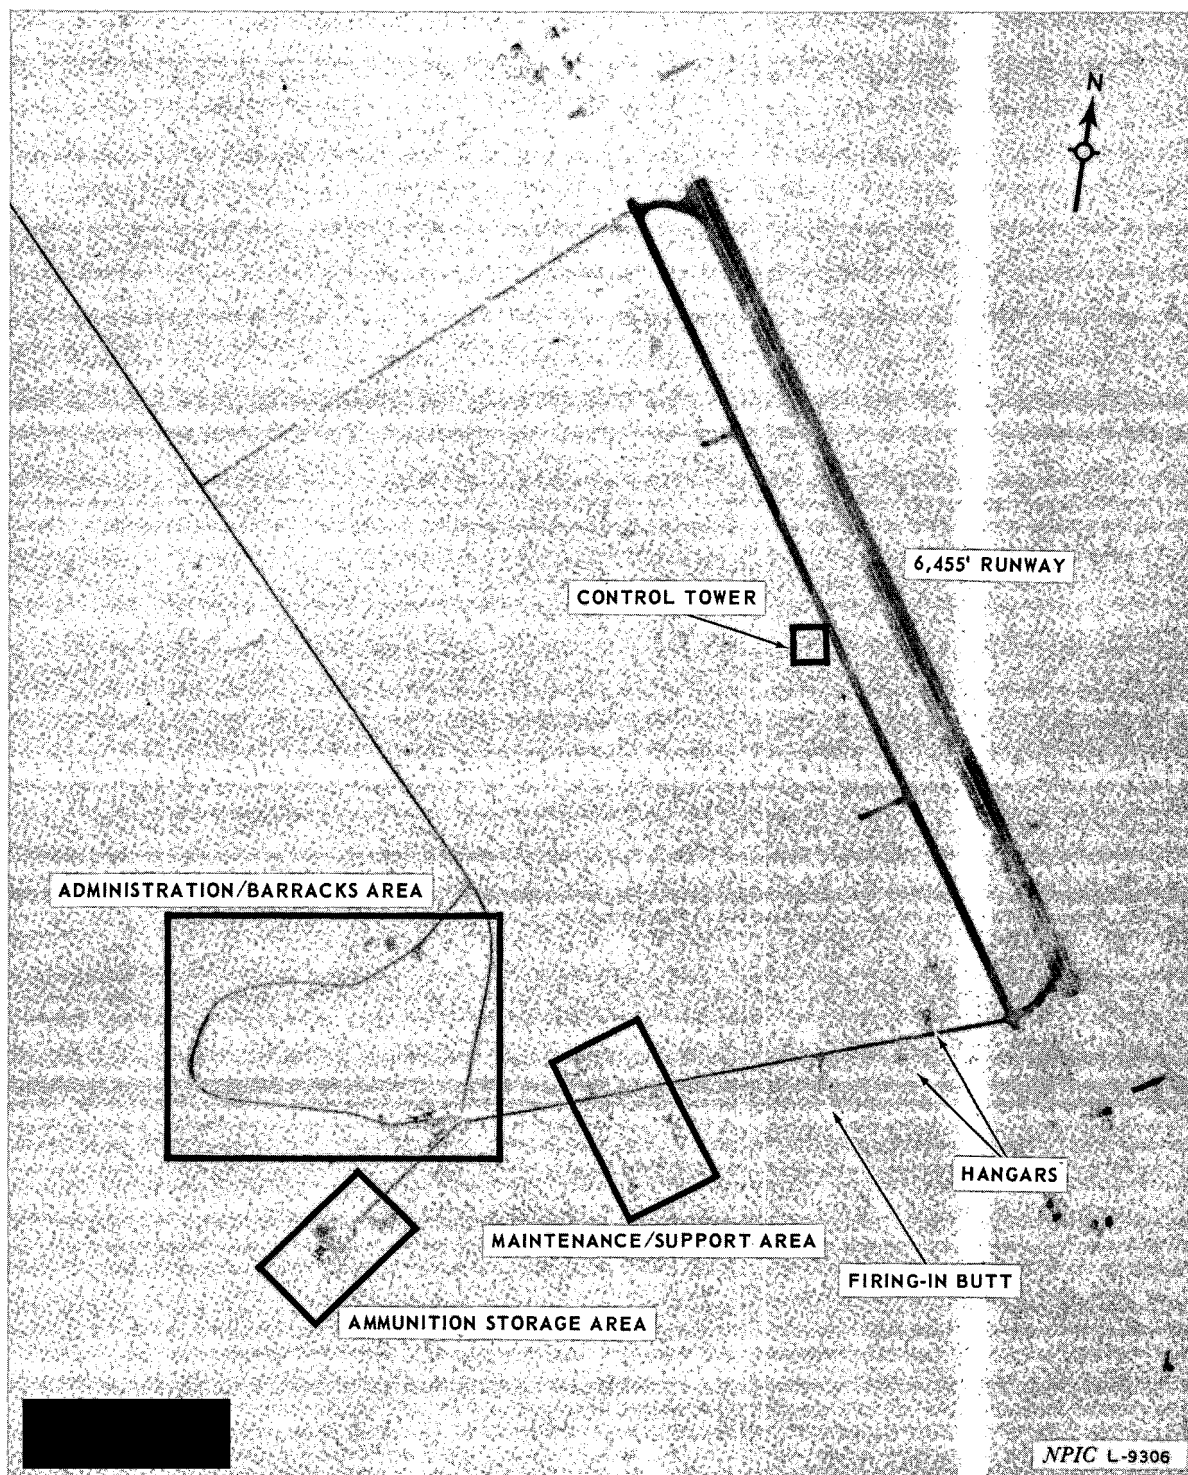 N
6,455' RUNWAY
CONTROL TOWER
ADMINISTRATION/BARRACKS AREA
HANGARS
MAINTENANCE/SUPPORT AREA
FIRING-IN BUTT
AMMUNITION STORAGE AREA
NPIC L-9306